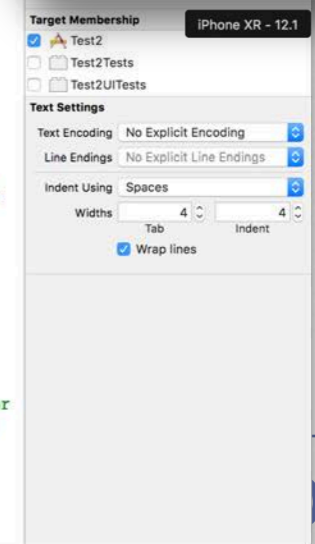 Target Membership
iPhone XR - 12.1
Test2
Test2Tests
Test2UITests
Text Settings
Text Encoding No Explicit Encoding
Line Endings No Explicit Line Endings
Indent Using Spaces
Widths 4 4
Tab Indent
Wrap lines